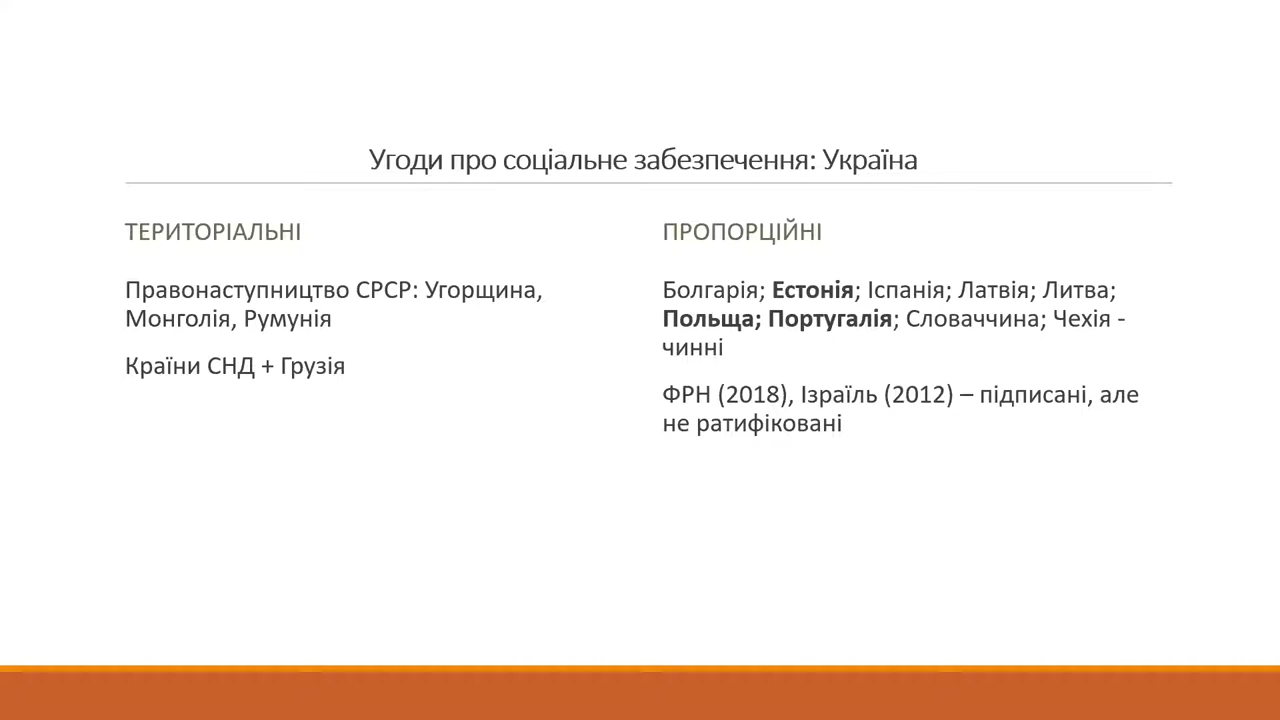 Угоди про соціальне забезпечення: Україна
ТЕРИТОРІАЛЬНІ
Правонаступництво СРСР: Угорщина,
Монголія, Румунія
Країни СНД + Грузія
ПРОПОРЦІЙНІ
Болгарія; Естонія; Іспанія; Латвія; Литва;
Польща; Португалія; Словаччина; Чехія -
чинні
ФРН (2018), Ізраїль (2012) – підписані, але
не ратифіковані